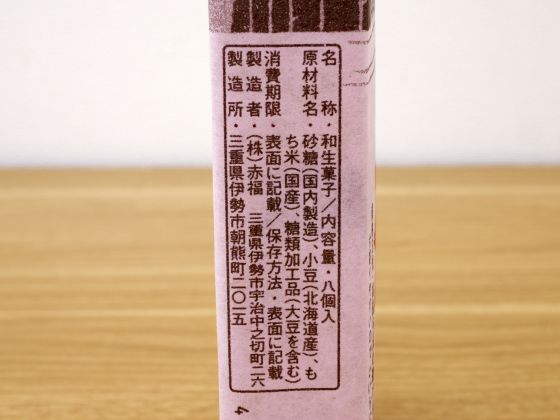 名称・和生菓子／内容量・八個入
原材料名・砂糖(国内製造)、小豆(北海道産)、も
ち米(国産)、糖類加工品(大豆を含む)
消費期限・表面に記載／保存方法・表面に記載
製造者・(株)赤福 三重県伊勢市宇治中之切町二六
製造所・三重県伊勢市朝熊町二〇一五
4